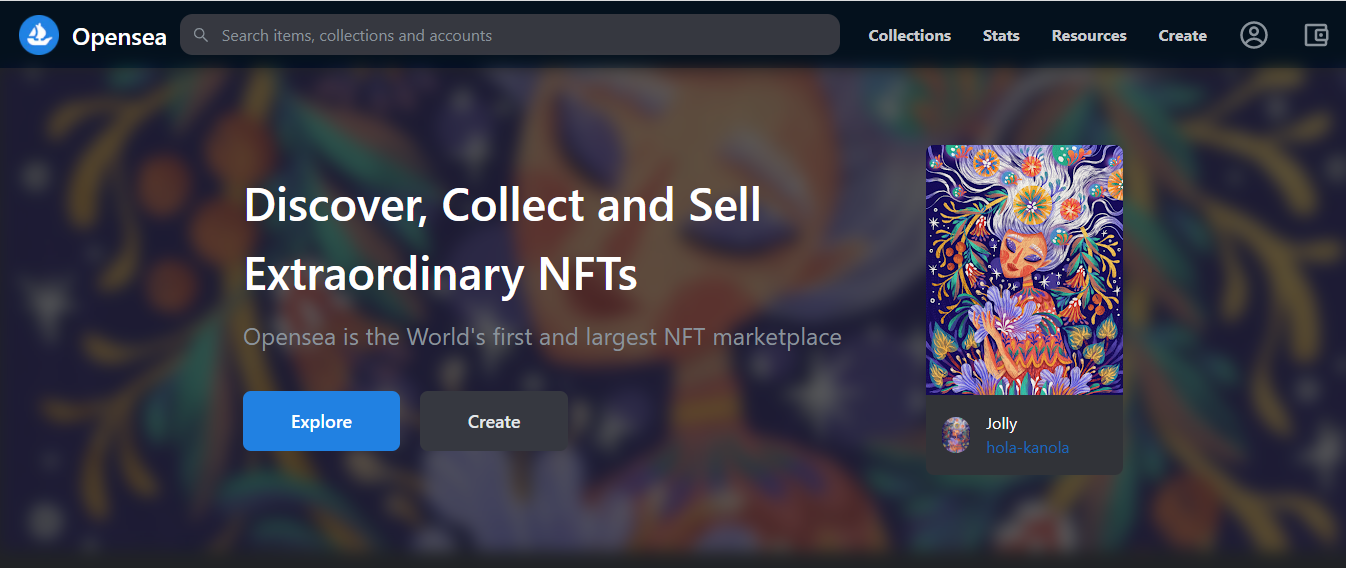 Opensea
Search items, collections and accounts
Collections
Stats
Resources
Create
Discover, Collect and Sell
Extraordinary NFTs
Opensea is the World's first and largest NFT marketplace
Explore
Create
Jolly
hola-kanola